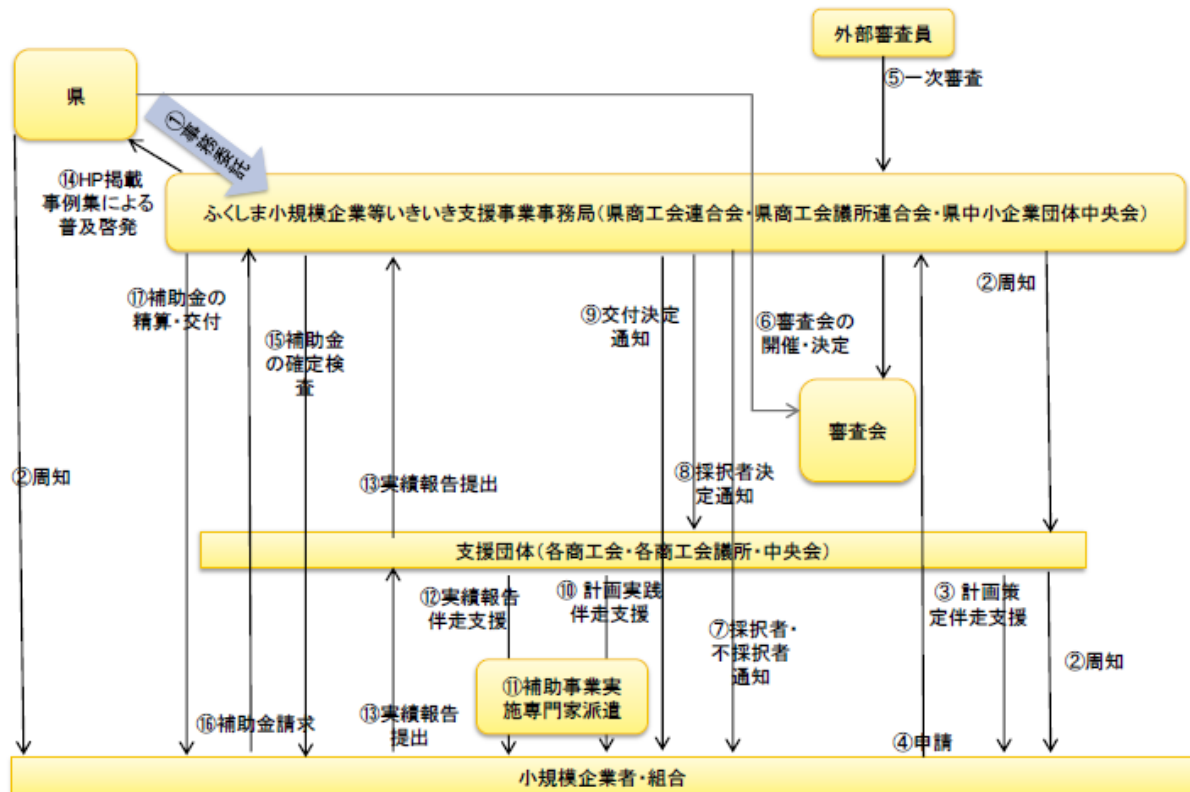 外部審査員
⑤一次審査
県
①事務委託
⑭HP掲載
事例集による
普及啓発
ふくしま小規模企業等いきいき支援事業事務局(県商工会連合会・県商工会議所連合会・県中小企業団体中央会)
②周知
⑰補助金の
精算・交付
⑮補助金
の確定検
査
⑨交付決定
通知
⑥審査会の
開催・決定
②周知
審査会
⑬実績報告提出
⑧採択者決
定通知
支援団体(各商工会・各商工会議所・中央会)
⑫実績報告
伴走支援
⑩ 計画実践
伴走支援
⑦採択者・
不採択者
通知
③ 計画策
定伴走支援
②周知
⑪補助事業実
施専門家派遣
⑯補助金請求
⑬実績報告
提出
④申請
小規模企業者・組合